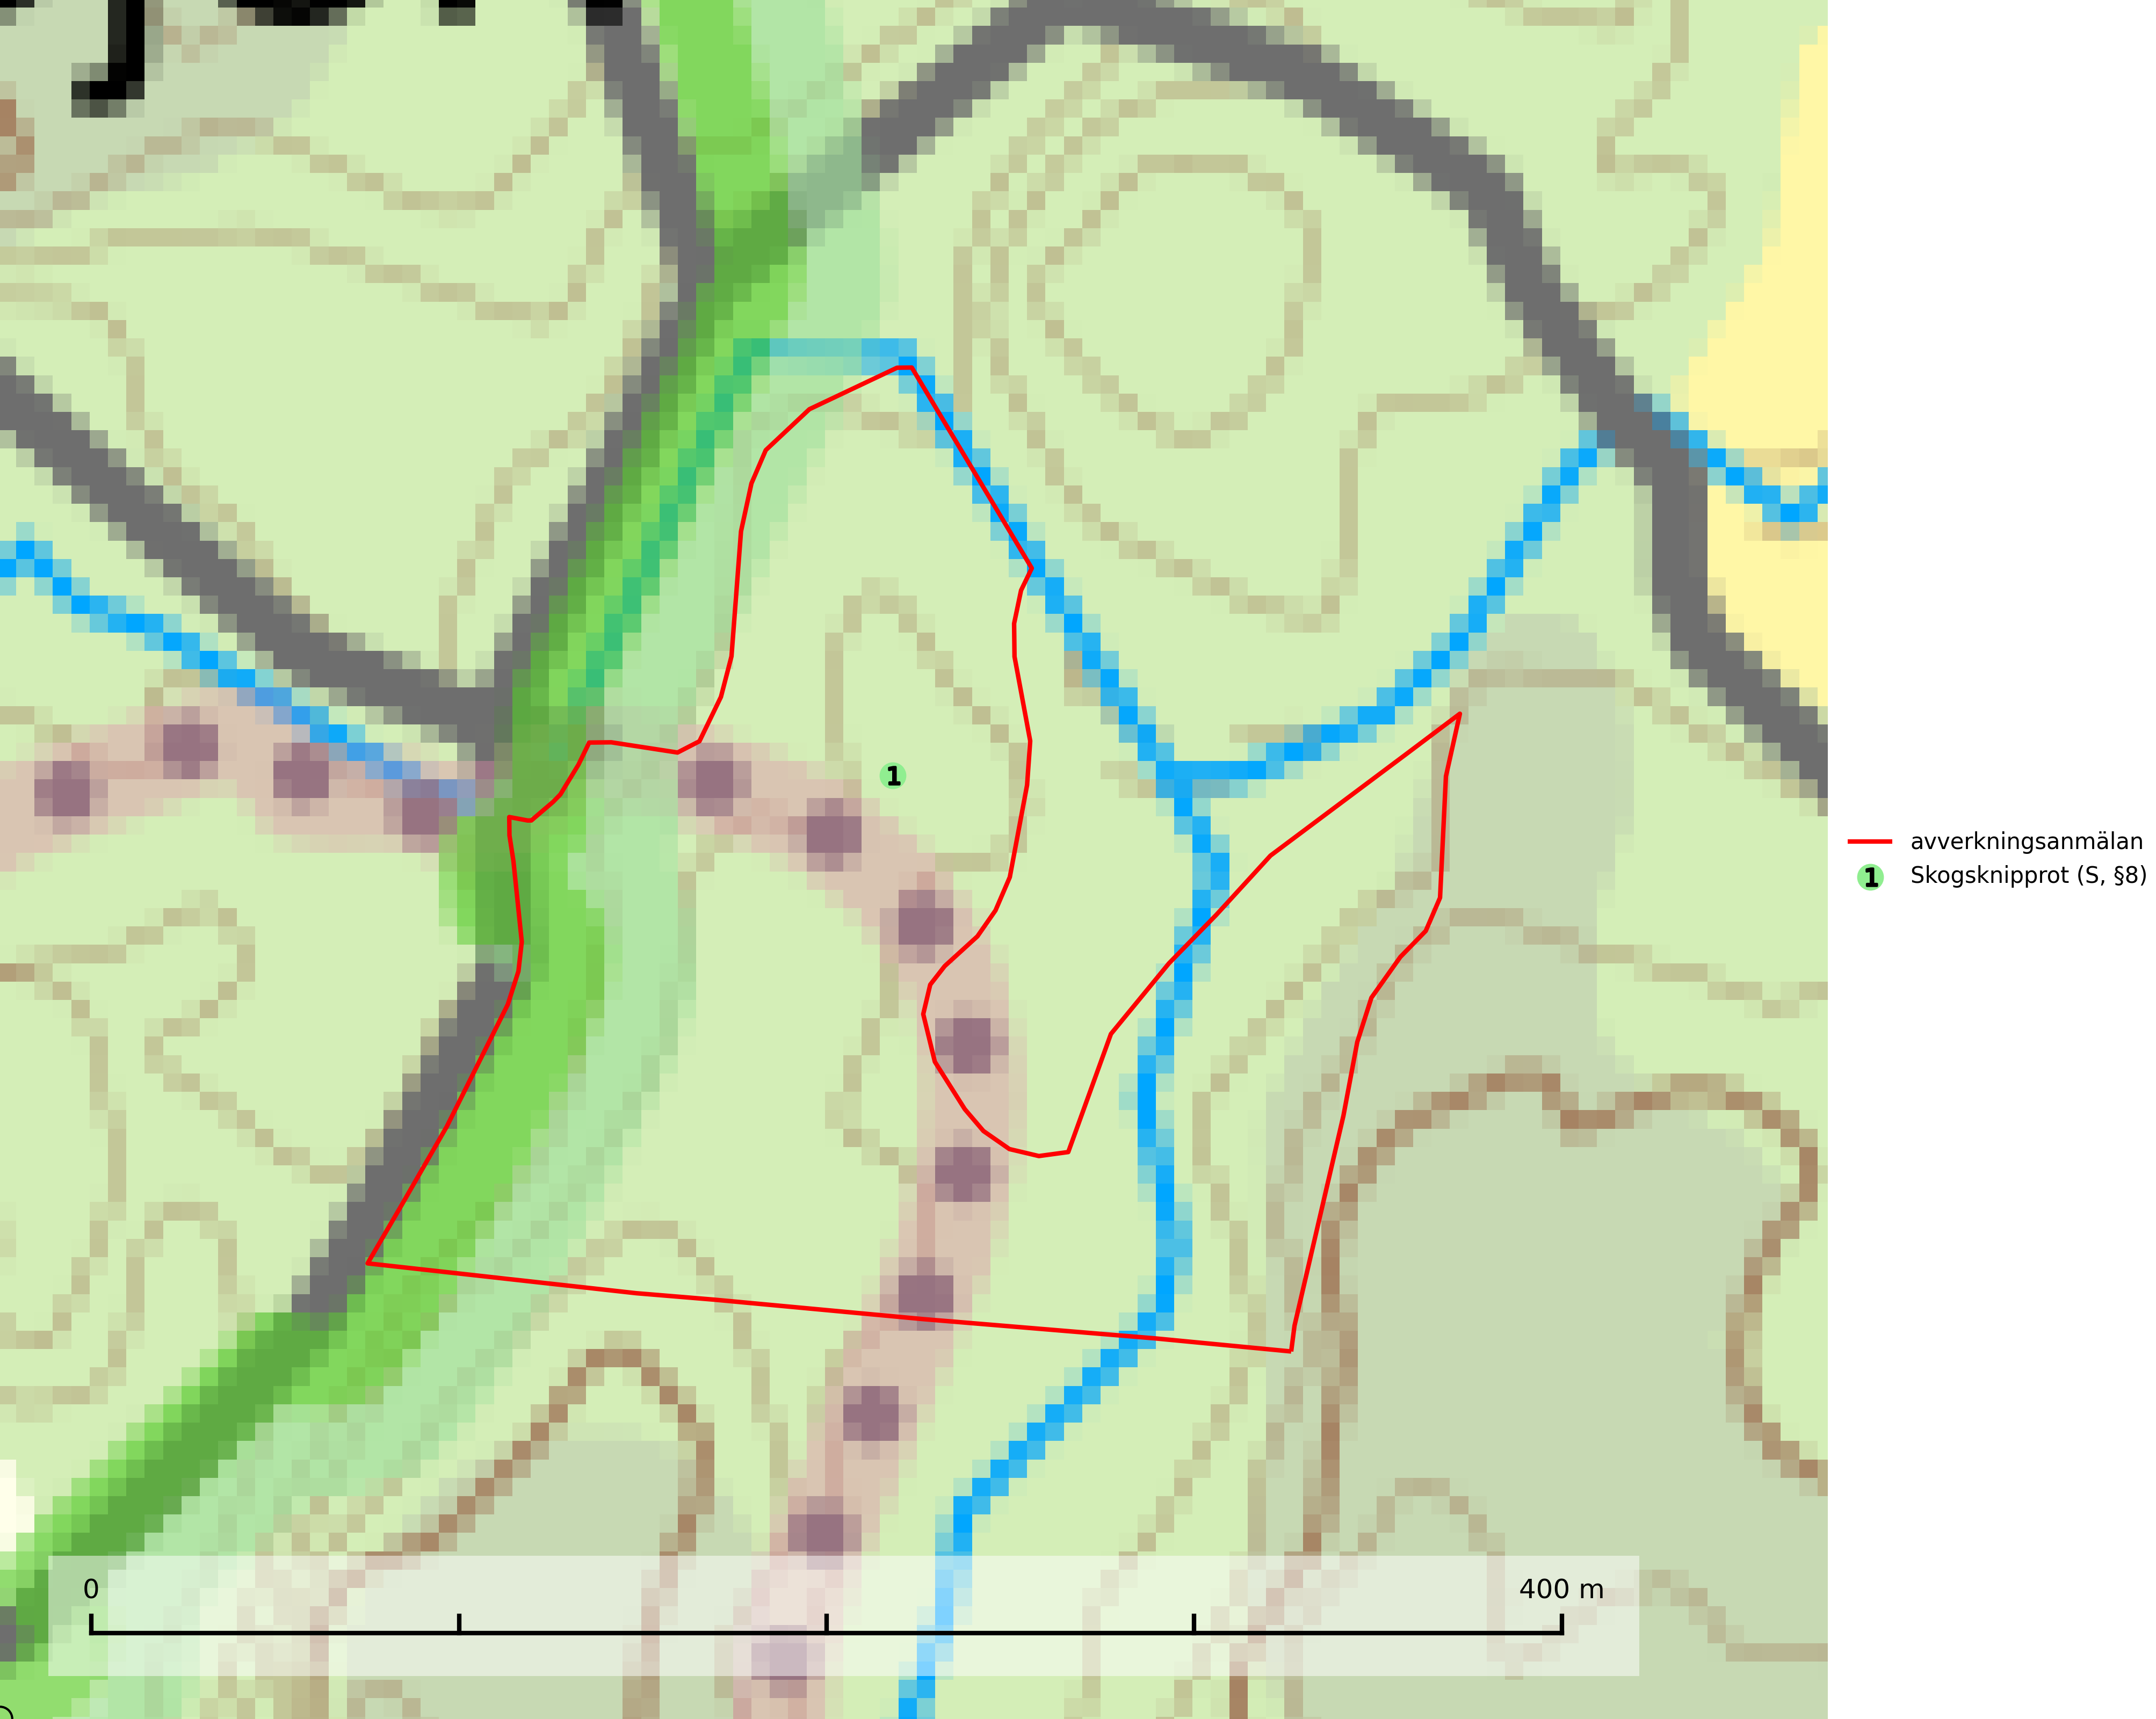 1
avverkningsanmälan
1 Skogsknipprot (S, §8)
0 400 m